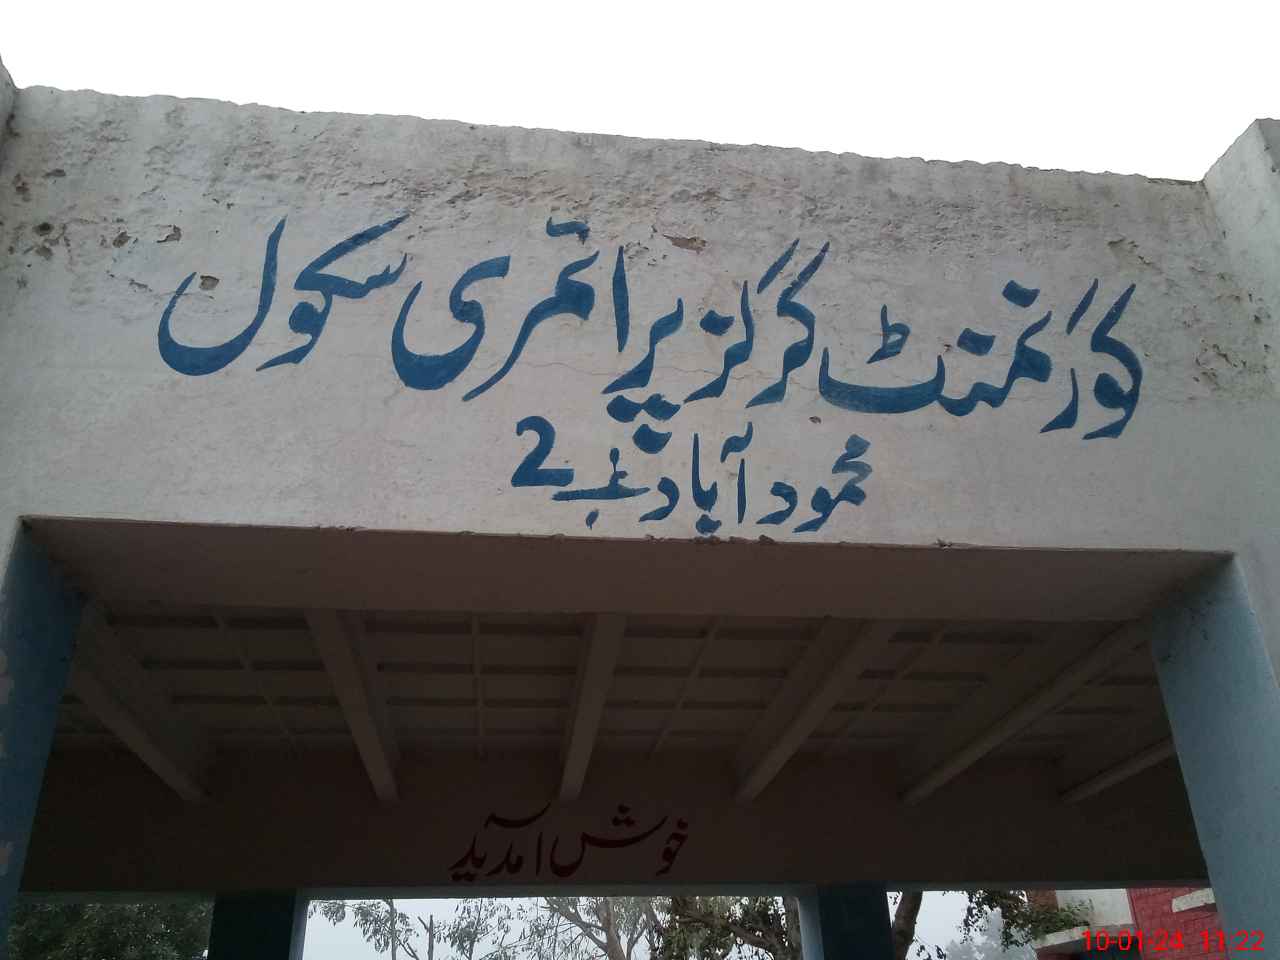 گورنمنٹ گرلز پرائمری سکول
محمود آباد نمبر 2
خوش آمدید
10-01-24 11:22